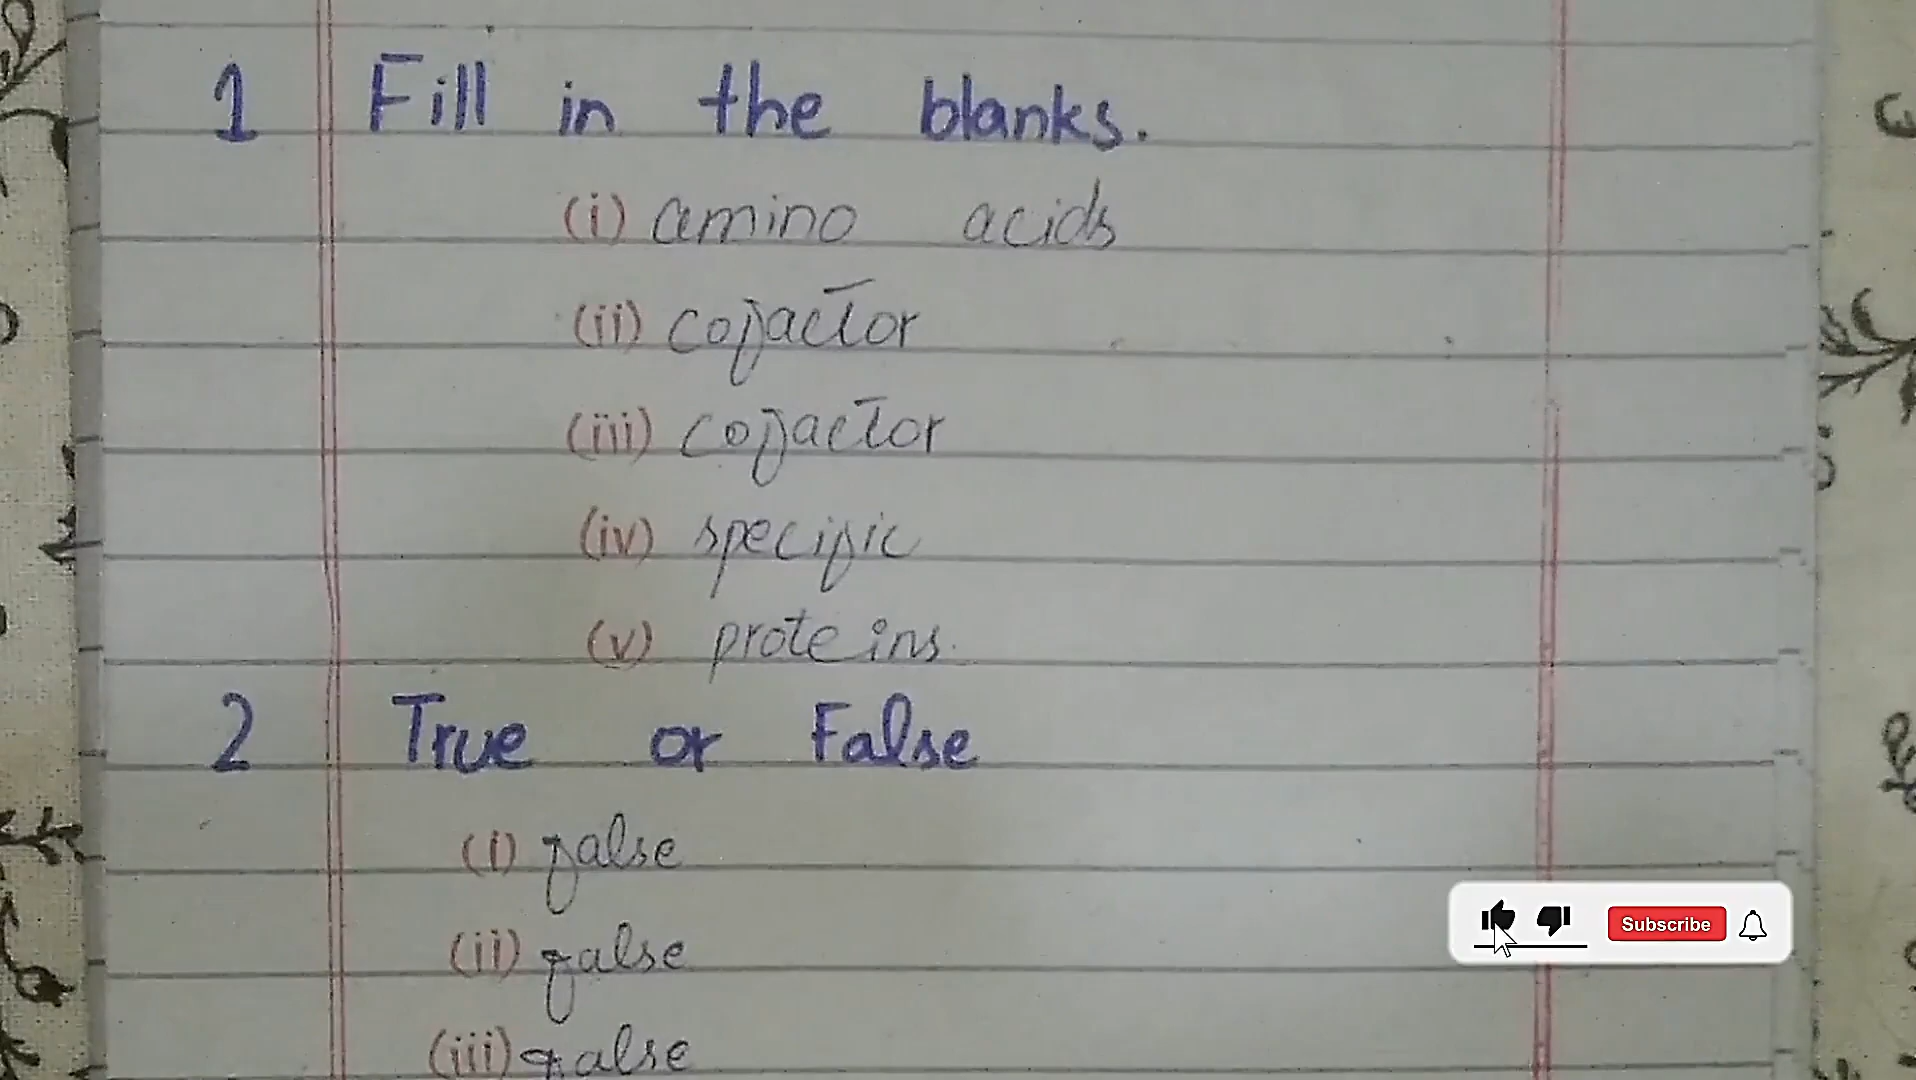 1 Fill in the blanks.
(i) amino acids
(ii) cofactor
(iii) cofactor
(iv) specific
(v) proteins.
2 True or False
(i) false
(ii) false
(iii) false
Subscribe